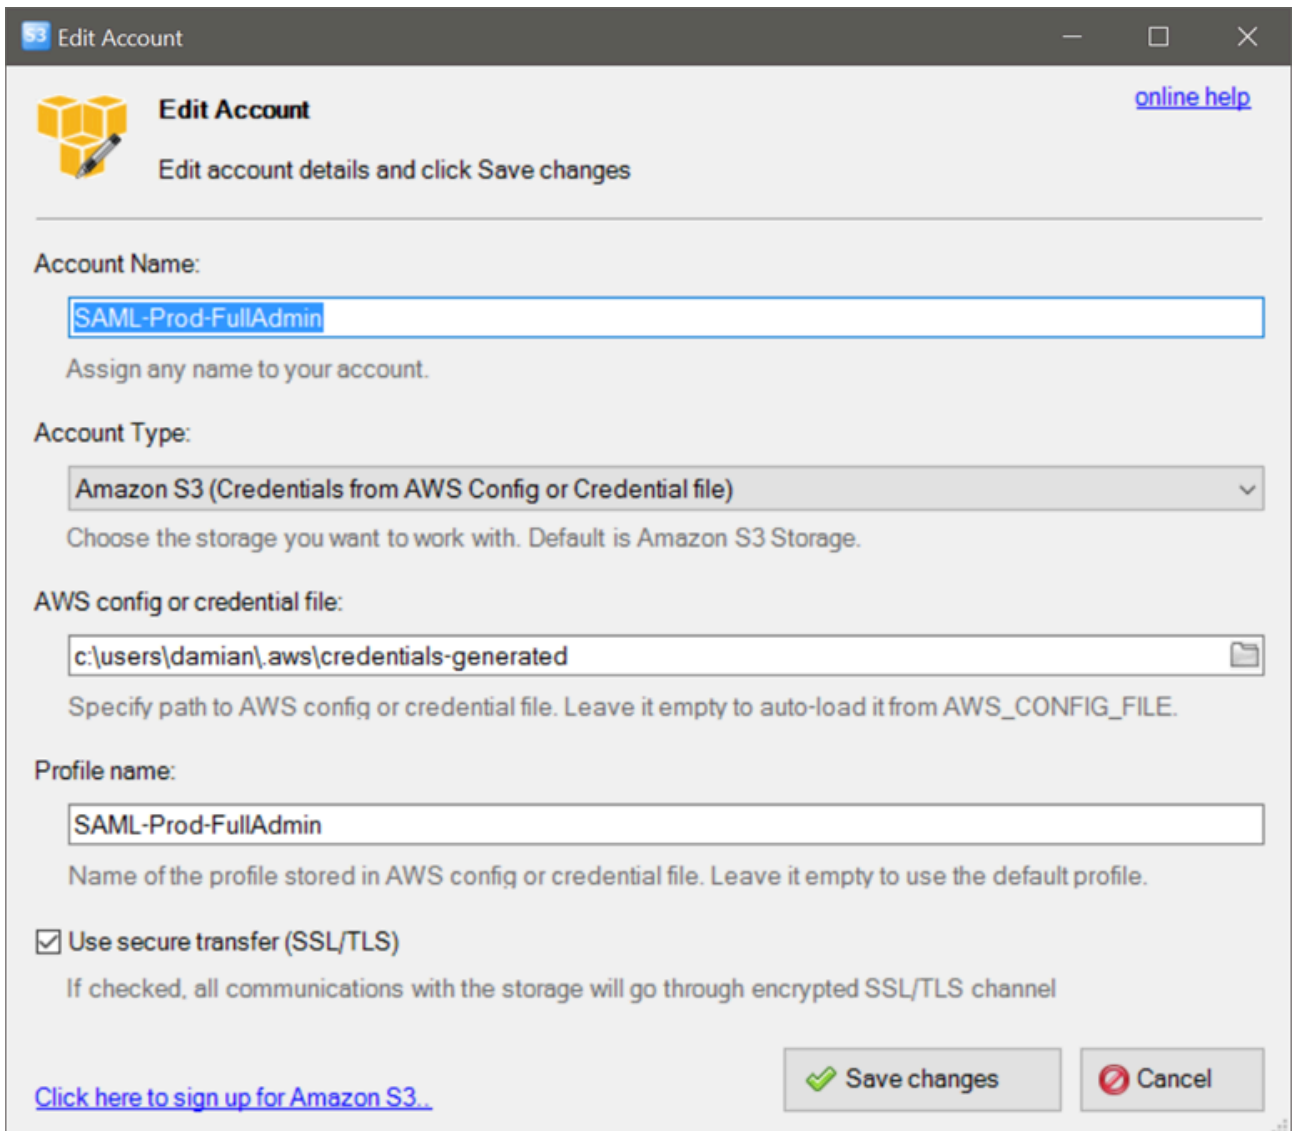 S3 Edit Account
Edit Account
online help
Edit account details and click Save changes
Account Name:
SAML-Prod-FullAdmin
Assign any name to your account.
Account Type:
Amazon S3 (Credentials from AWS Config or Credential file)
Choose the storage you want to work with. Default is Amazon S3 Storage.
AWS config or credential file:
c:\users\damian\.aws\credentials-generated
Specify path to AWS config or credential file. Leave it empty to auto-load it from AWS_CONFIG_FILE.
Profile name:
SAML-Prod-FullAdmin
Name of the profile stored in AWS config or credential file. Leave it empty to use the default profile.
Use secure transfer (SSL/TLS)
If checked, all communications with the storage will go through encrypted SSL/TLS channel
Save changes
Cancel
Click here to sign up for Amazon S3..